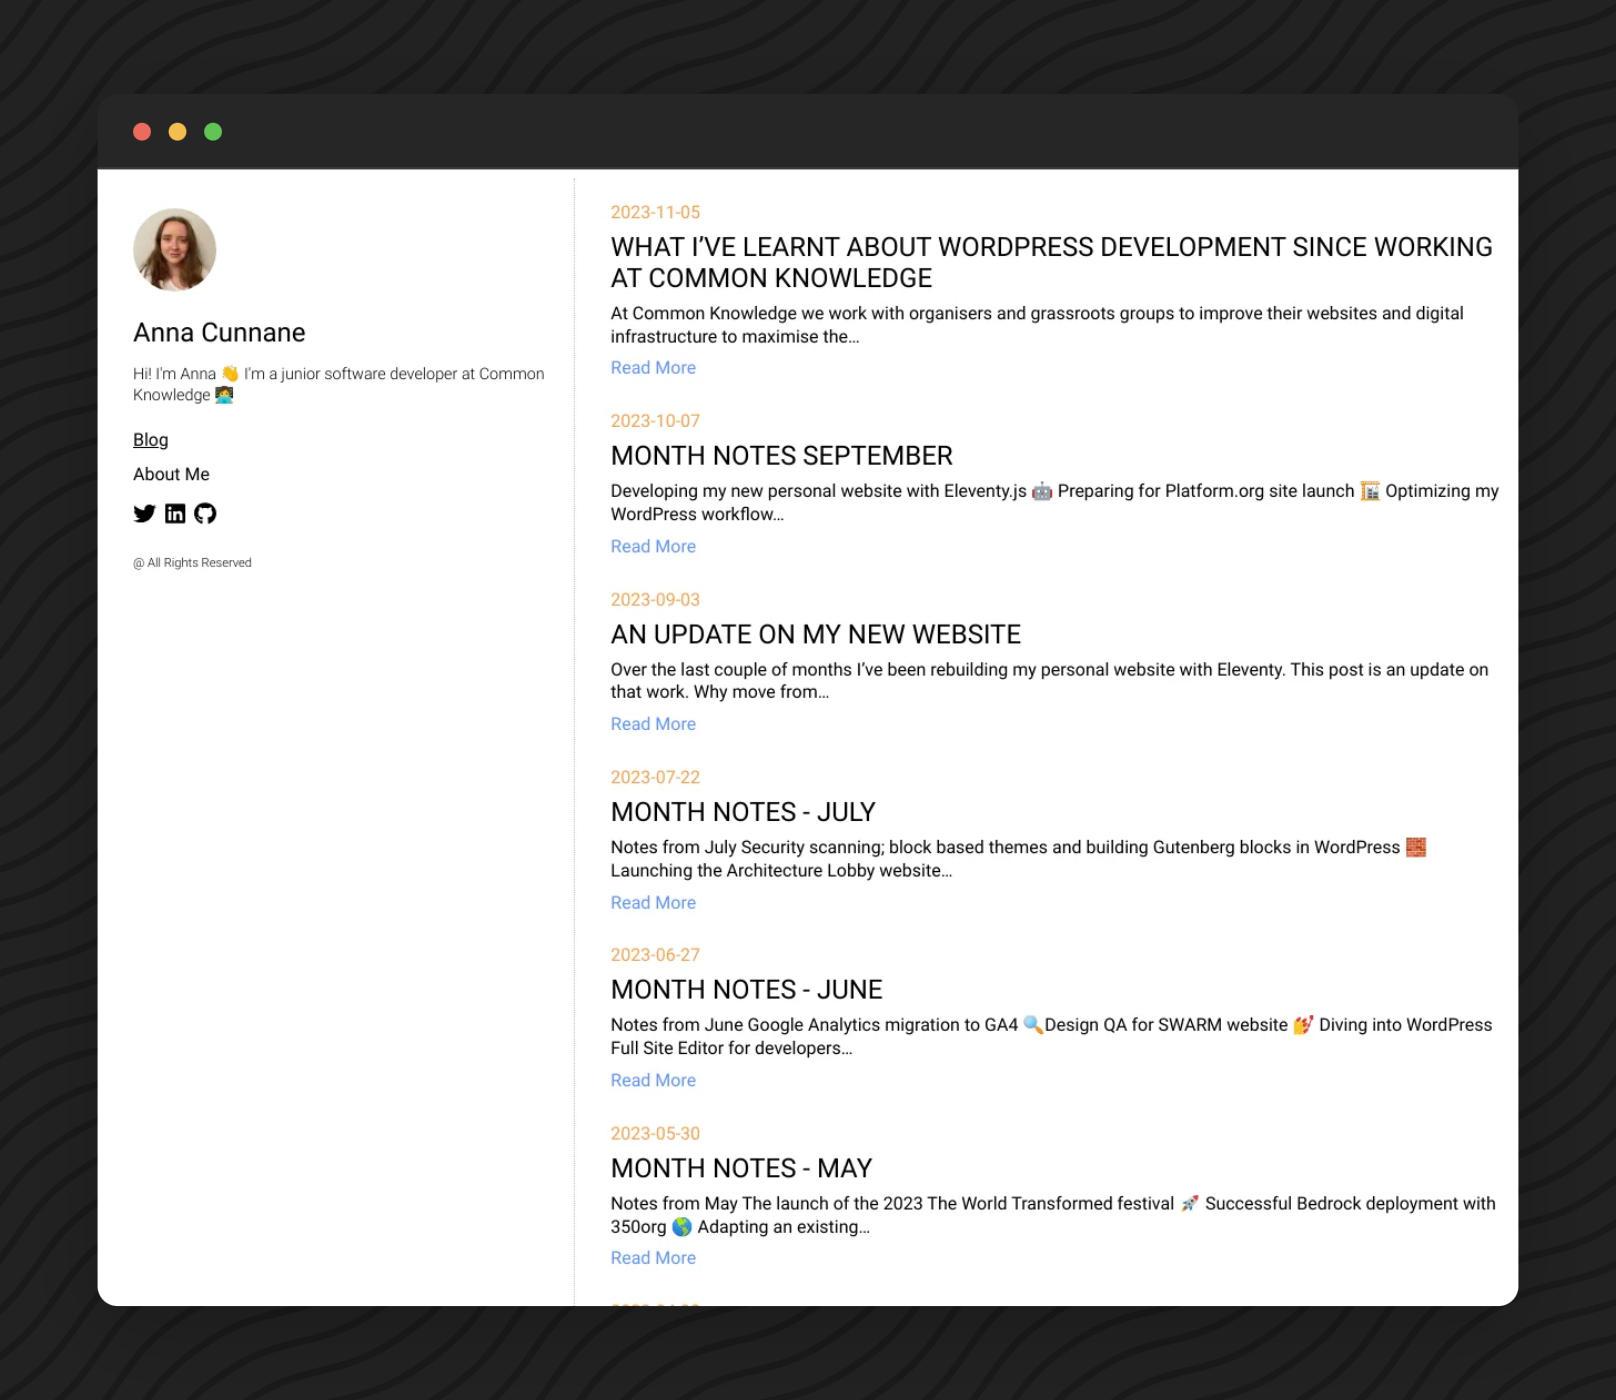 Anna Cunnane
Hi! I'm Anna 👋 I'm a junior software developer at Common
Knowledge 👩‍💻
Blog
About Me
@ All Rights Reserved
2023-11-05
WHAT I’VE LEARNT ABOUT WORDPRESS DEVELOPMENT SINCE WORKING
AT COMMON KNOWLEDGE
At Common Knowledge we work with organisers and grassroots groups to improve their websites and digital
infrastructure to maximise the…
Read More
2023-10-07
MONTH NOTES SEPTEMBER
Developing my new personal website with Eleventy.js 🤖 Preparing for Platform.org site launch 🏗️ Optimizing my
WordPress workflow…
Read More
2023-09-03
AN UPDATE ON MY NEW WEBSITE
Over the last couple of months I’ve been rebuilding my personal website with Eleventy. This post is an update on
that work. Why move from…
Read More
2023-07-22
MONTH NOTES - JULY
Notes from July Security scanning; block based themes and building Gutenberg blocks in WordPress 🧱
Launching the Architecture Lobby website…
Read More
2023-06-27
MONTH NOTES - JUNE
Notes from June Google Analytics migration to GA4 🔍Design QA for SWARM website 💅 Diving into WordPress
Full Site Editor for developers…
Read More
2023-05-30
MONTH NOTES - MAY
Notes from May The launch of the 2023 The World Transformed festival 🚀 Successful Bedrock deployment with
350org 🌎 Adapting an existing…
Read More